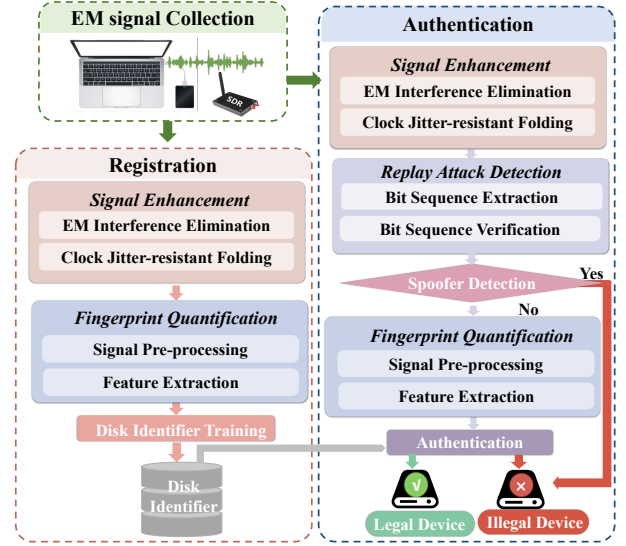 EM signal Collection
SDR
Registration
Signal Enhancement
EM Interference Elimination
Clock Jitter-resistant Folding
Fingerprint Quantification
Signal Pre-processing
Feature Extraction
Disk Identifier Training
Disk
Identifier
Authentication
Signal Enhancement
EM Interference Elimination
Clock Jitter-resistant Folding
Replay Attack Detection
Bit Sequence Extraction
Bit Sequence Verification
Spoofer Detection
Yes
No
Fingerprint Quantification
Signal Pre-processing
Feature Extraction
Authentication
Legal Device
Illegal Device